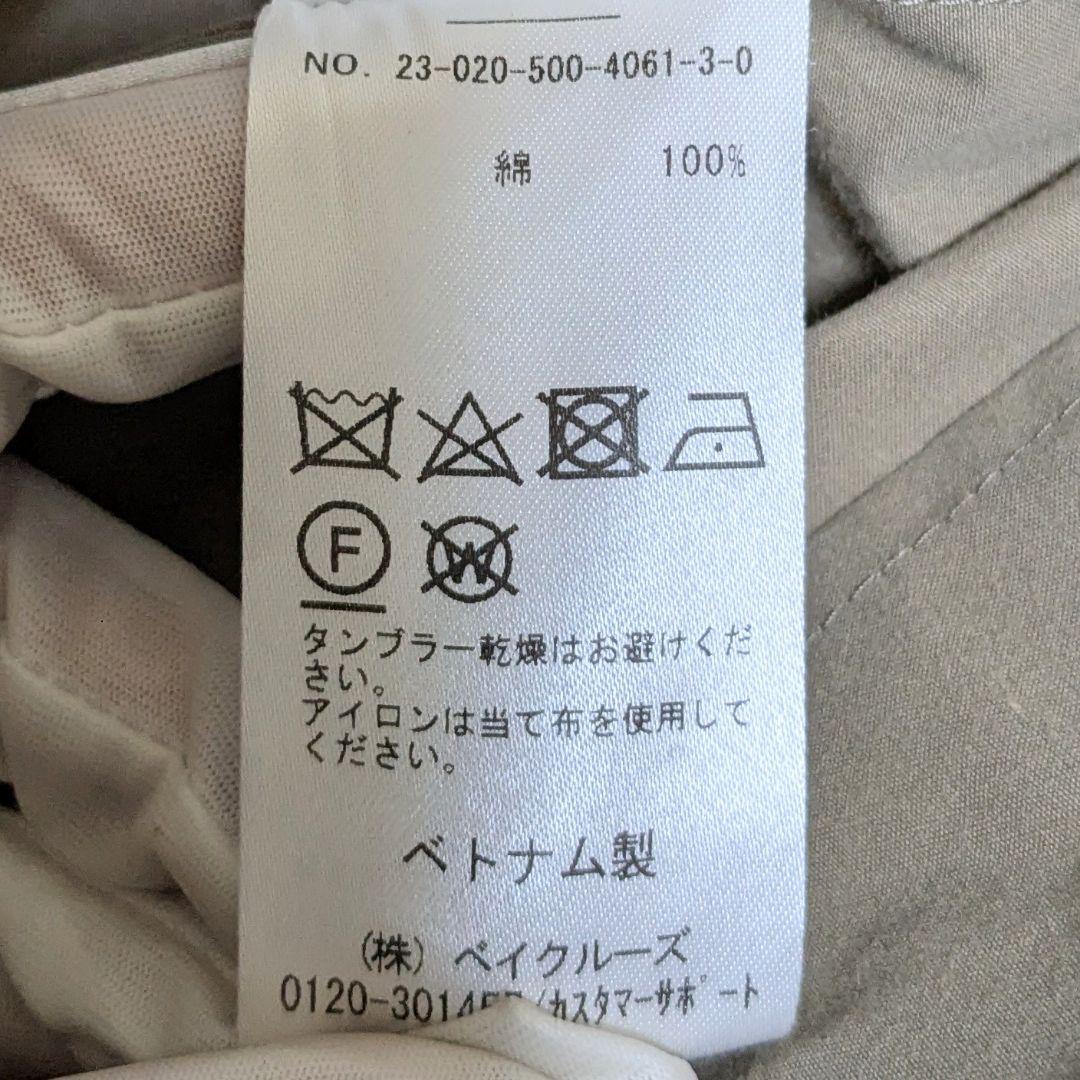 NO. 23-020-500-4061-3-0
綿 100%
F
W
タンブラー乾燥はお避けくだ
さい。
アイロンは当て布を使用して
ください。
ベトナム製
(株) ベイクルーズ
0120-301457/カスタマーサポート